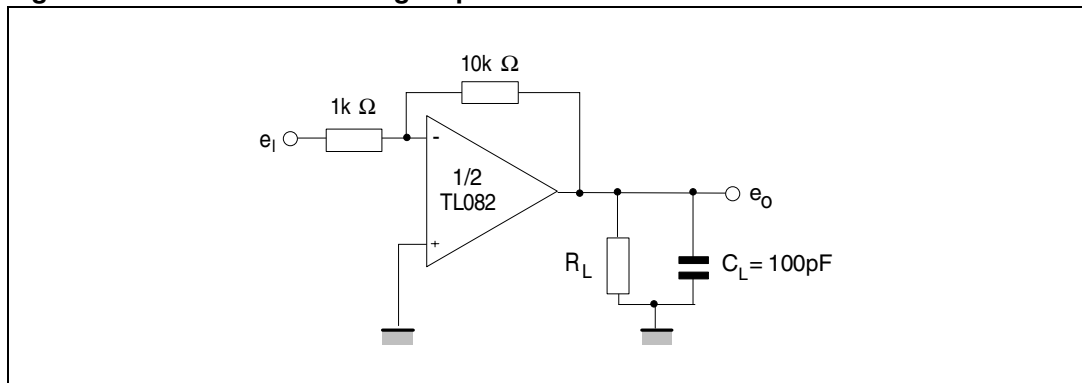 10k Ω
1k Ω
eI
-
1/2
TL082
+
eo
RL
CL= 100pF